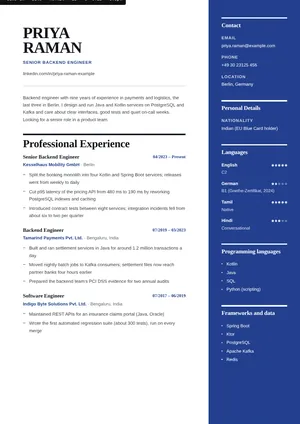 PRIYA
RAMAN
SENIOR BACKEND ENGINEER
linkedin.com/in/priya-raman-example
Backend engineer with nine years of experience in payments and logistics, the
last three in Berlin. I design and run Java and Kotlin services on PostgreSQL and
Kafka and care about clear interfaces, good tests and quiet on-call weeks.
Looking for a senior role in a product team.
Professional Experience
Senior Backend Engineer 04/2023 – Present
Kesselhaus Mobility GmbH · Berlin
– Split the booking monolith into four Kotlin and Spring Boot services; releases
went from weekly to daily
– Cut p95 latency of the pricing API from 480 ms to 190 ms by reworking
PostgreSQL indexes and caching
– Introduced contract tests between eight services; integration incidents fell from
about six to two per quarter
Backend Engineer 07/2019 – 03/2023
Tamarind Payments Pvt. Ltd. · Bengaluru, India
– Built and ran settlement services in Java for around 1.2 million transactions a
day
– Moved nightly batch jobs to Kafka consumers; settlement files now reach
partner banks four hours earlier
– Prepared the backend team's PCI DSS evidence for two annual audits
Software Engineer 07/2017 – 06/2019
Indigo Byte Solutions Pvt. Ltd. · Bengaluru, India
– Maintained REST APIs for an insurance claims portal (Java, Oracle)
– Wrote the first automated regression suite (about 300 tests), run on every
merge
Contact
EMAIL
priya.raman@example.com
PHONE
+49 30 23125 456
LOCATION
Berlin, Germany
Personal Details
NATIONALITY
Indian (EU Blue Card holder)
Languages
English
C2
German
B1 (Goethe-Zertifikat, 2024)
Tamil
Native
Hindi
Conversational
Programming languages
• Kotlin
• Java
• SQL
• Python (scripting)
Frameworks and data
• Spring Boot
• Ktor
• PostgreSQL
• Apache Kafka
• Redis